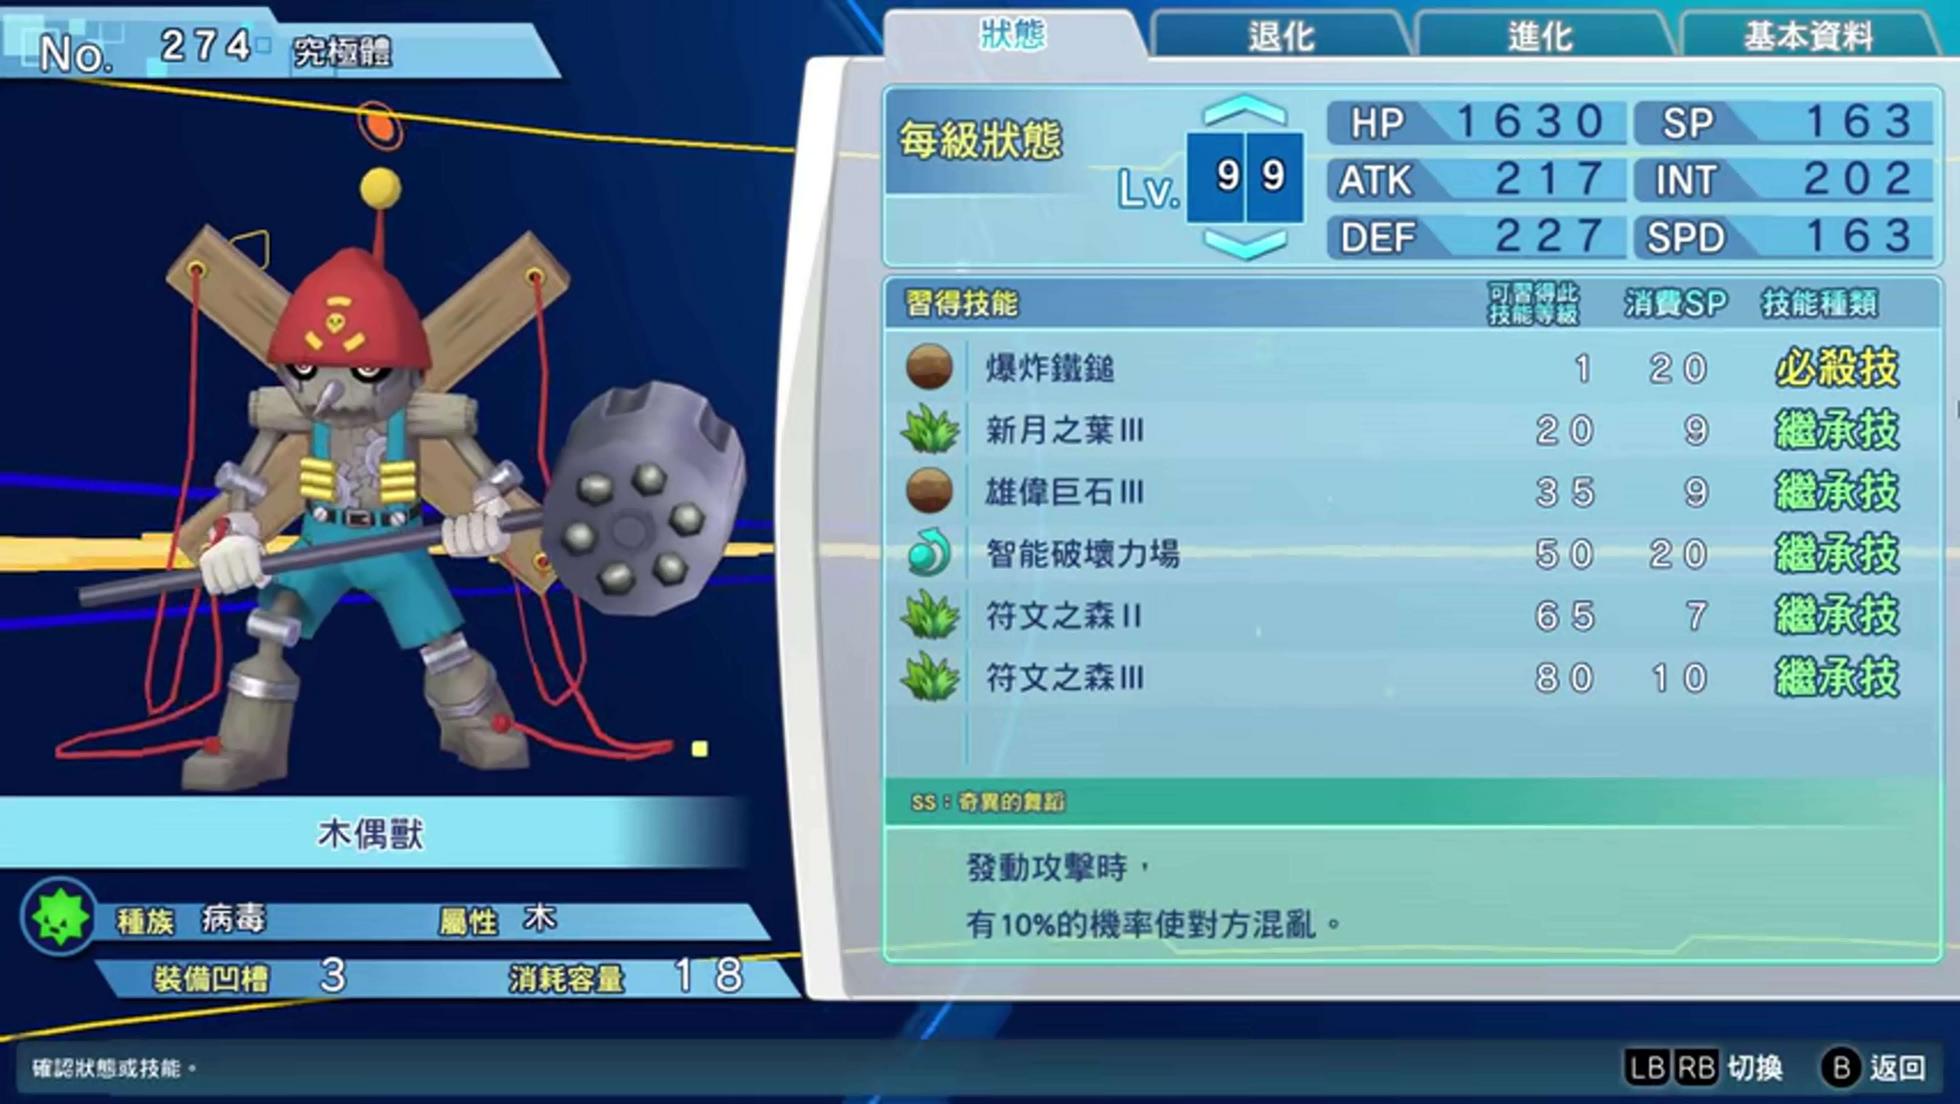 No. 274 究極體
狀態 退化 進化 基本資料
每級狀態
Lv. 99
HP 1630 SP 163
ATK 217 INT 202
DEF 227 SPD 163
習得技能 可習得此技能等級 消費SP 技能種類
爆炸鐵鎚 1 20 必殺技
新月之葉III 20 9 繼承技
雄偉巨石III 35 9 繼承技
智能破壞力場 50 20 繼承技
符文之森II 65 7 繼承技
符文之森III 80 10 繼承技
SS：奇異的舞蹈
發動攻擊時，
有10%的機率使對方混亂。
木偶獸
種族 病毒 屬性 木
裝備凹槽 3 消耗容量 18
確認狀態或技能。
LB RB 切換 B 返回